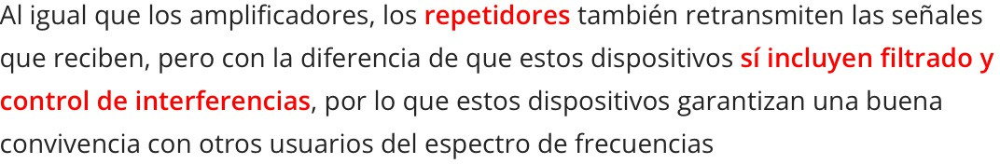 Al igual que los amplificadores, los repetidores también retransmiten las señales
que reciben, pero con la diferencia de que estos dispositivos sí incluyen filtrado y
control de interferencias, por lo que estos dispositivos garantizan una buena
convivencia con otros usuarios del espectro de frecuencias